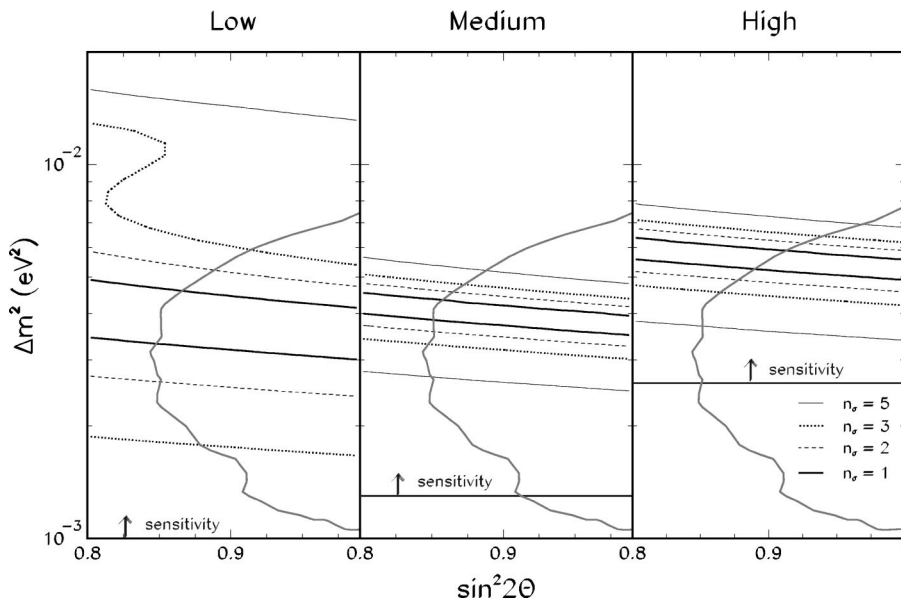 Low Medium High
10⁻²
Δm² (eV²)
sensitivity
n_σ = 5
n_σ = 3
sensitivity
n_σ = 2
n_σ = 1
sensitivity
10⁻³
0.8 0.9 0.8 0.9 0.8 0.9
sin²2Θ